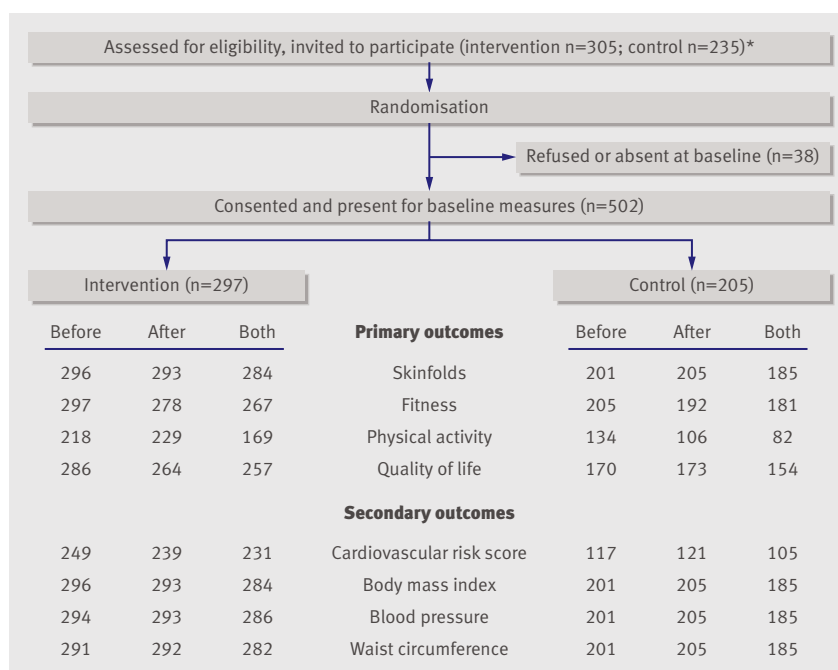 Assessed for eligibility, invited to participate (intervention n=305; control n=235)*
Randomisation
Refused or absent at baseline (n=38)
Consented and present for baseline measures (n=502)
Intervention (n=297) Control (n=205)
Before After Both Primary outcomes Before After Both
296 293 284 Skinfolds 201 205 185
297 278 267 Fitness 205 192 181
218 229 169 Physical activity 134 106 82
286 264 257 Quality of life 170 173 154
Secondary outcomes
249 239 231 Cardiovascular risk score 117 121 105
296 293 284 Body mass index 201 205 185
294 293 286 Blood pressure 201 205 185
291 292 282 Waist circumference 201 205 185